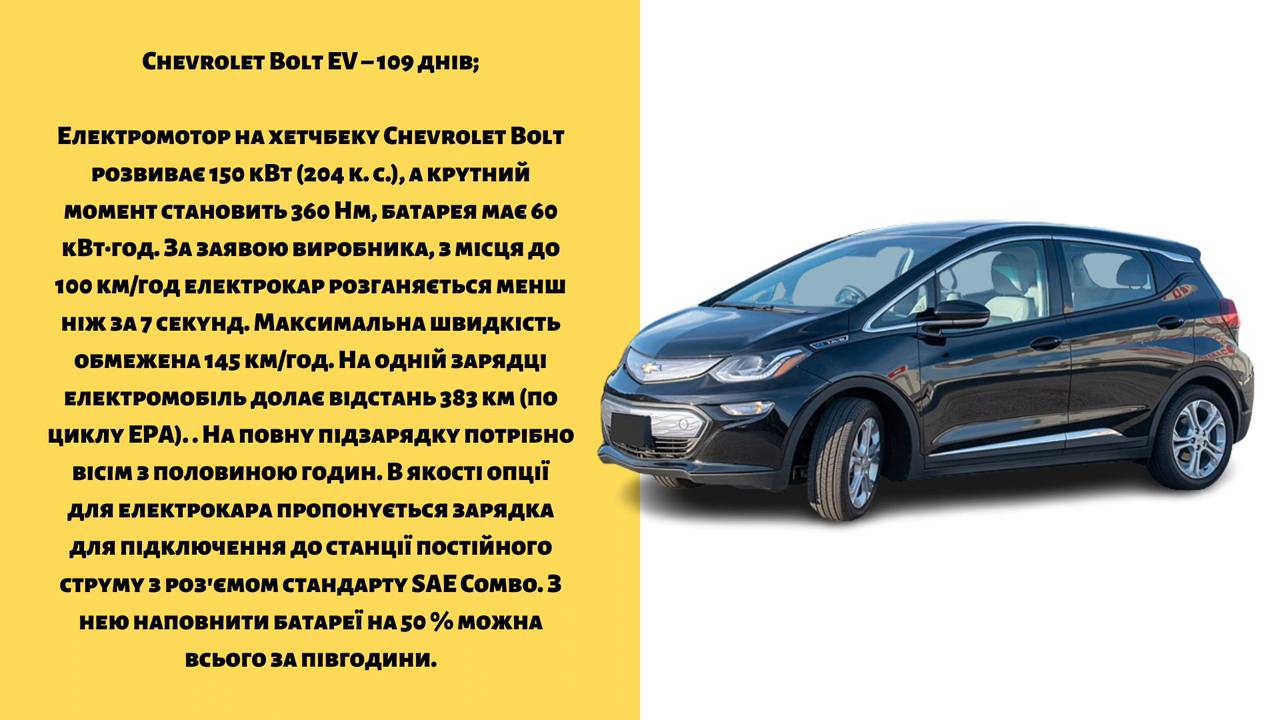 Chevrolet Bolt EV – 109 днів;
Електромотор на хетчбеку Chevrolet Bolt
розвиває 150 кВт (204 к. с.), а крутний
момент становить 360 Нм, батарея має 60
кВт·год. За заявою виробника, з місця до
100 км/год електрокар розганяється менш
ніж за 7 секунд. Максимальна швидкість
обмежена 145 км/год. На одній зарядці
електромобіль долає відстань 383 км (по
циклу EPA). . На повну підзарядку потрібно
вісім з половиною годин. В якості опції
для електрокара пропонується зарядка
для підключення до станції постійного
струму з роз'ємом стандарту SAE Combo. З
нею наповнити батареї на 50 % можна
всього за півгодини.